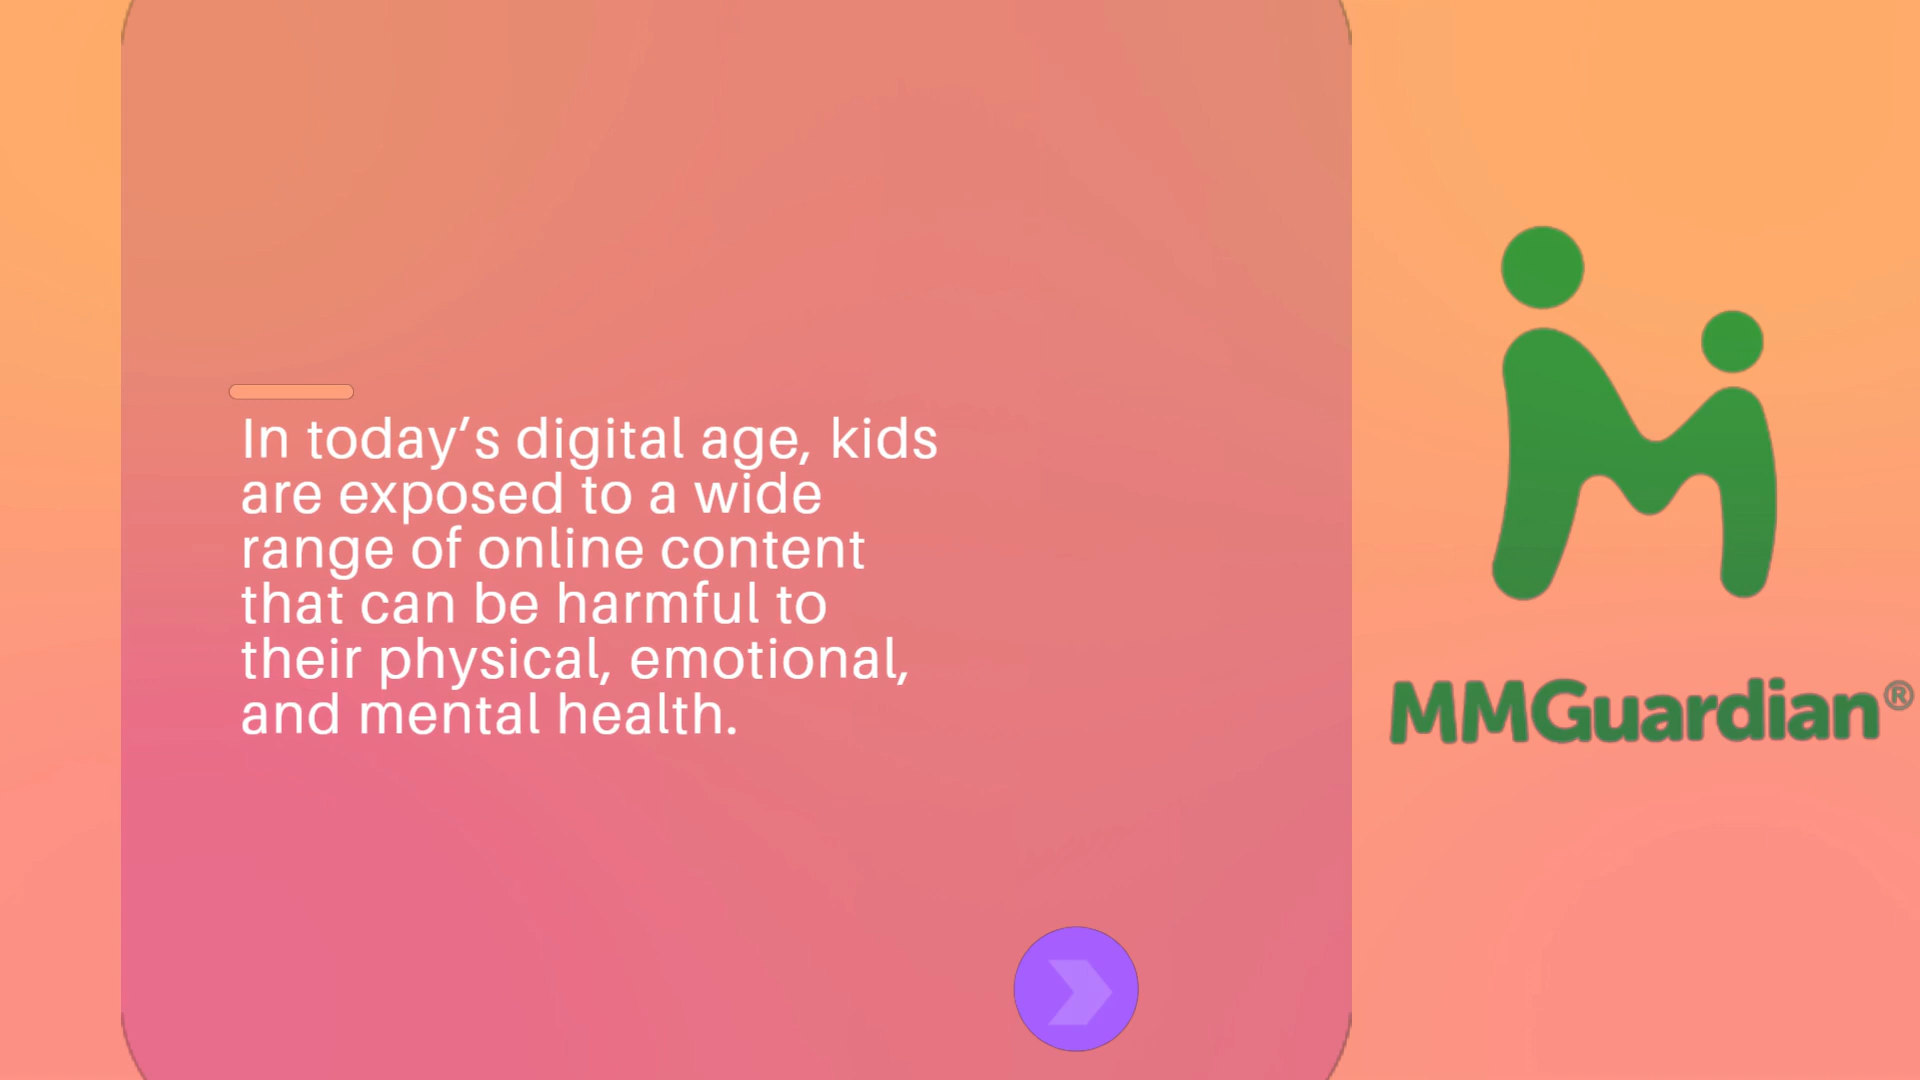 In today’s digital age, kids
are exposed to a wide
range of online content
that can be harmful to
their physical, emotional,
and mental health.
MMGuardian®